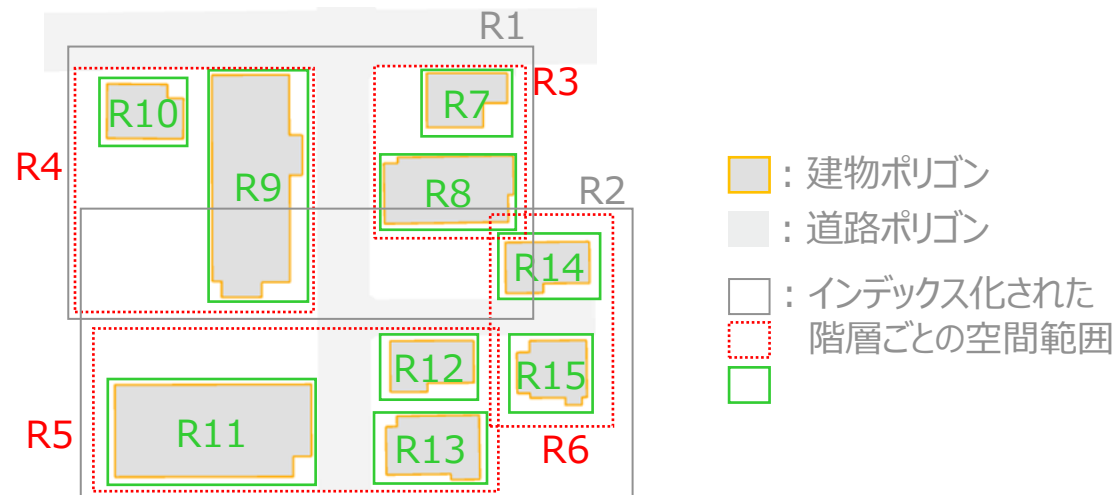 R1
R10
R7
R3
R4
R9
R8
R2
R14
R12
R15
R5
R11
R13
R6
：建物ポリゴン
：道路ポリゴン
：インデックス化された
階層ごとの空間範囲